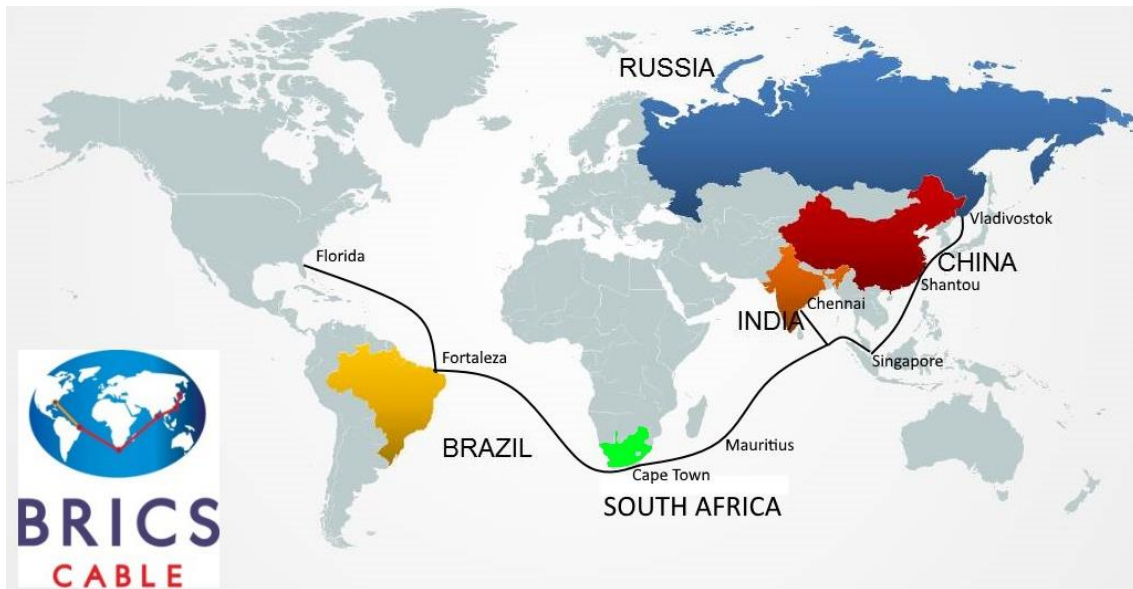 RUSSIA
Vladivostok
Florida
CHINA
Shantou
Chennai
INDIA
Fortaleza
Singapore
BRAZIL
Mauritius
Cape Town
SOUTH AFRICA
BRICS
CABLE